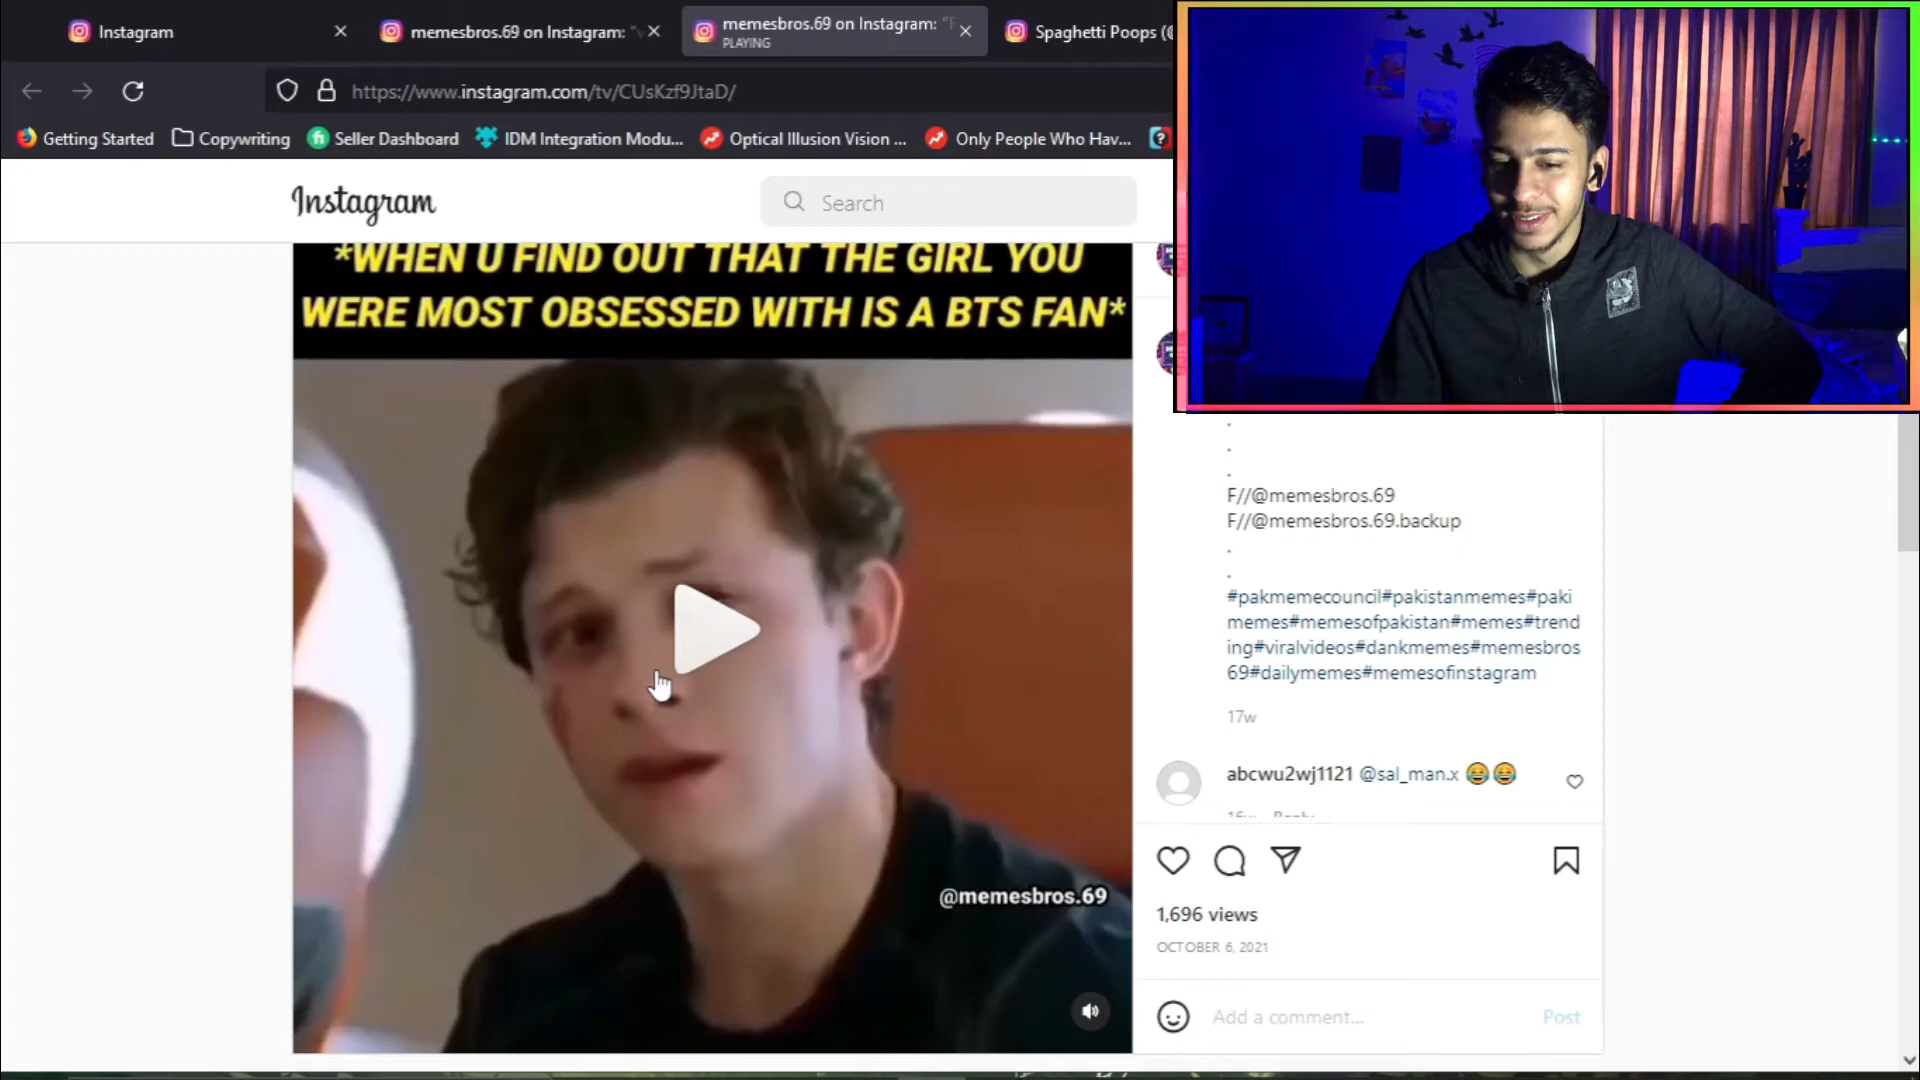 Instagram
memesbros.69 on Instagram: "
memesbros.69 on Instagram: "F
PLAYING
Spaghetti Poops (@
https://www.instagram.com/tv/CUsKzf9JtaD/
Getting Started
Copywriting
Seller Dashboard
IDM Integration Modu...
Optical Illusion Vision ...
Only People Who Hav...
Instagram
Search
*WHEN U FIND OUT THAT THE GIRL YOU
WERE MOST OBSESSED WITH IS A BTS FAN*
@memesbros.69
.
.
.
F//@memesbros.69
F//@memesbros.69.backup
.
.
#pakmemecouncil#pakistanmemes#paki
memes#memesofpakistan#memes#trend
ing#viralvideos#dankmemes#memesbros
69#dailymemes#memesofinstagram
17w
abcwu2wj1121 @sal_man.x 😂😂
16w Reply
1,696 views
OCTOBER 6, 2021
Add a comment...
Post